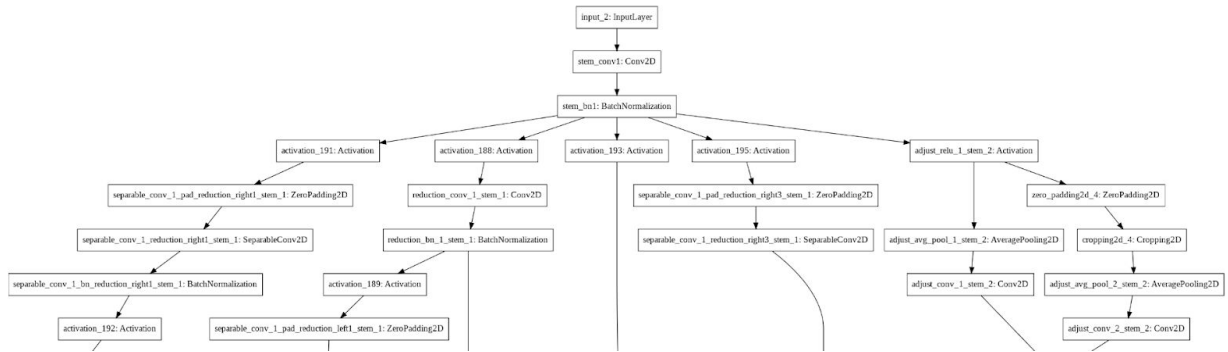 input_2: InputLayer
stem_conv1: Conv2D
stem_bn1: BatchNormalization
activation_191: Activation
activation_188: Activation
activation_193: Activation
activation_195: Activation
adjust_relu_1_stem_2: Activation
separable_conv_1_pad_reduction_right1_stem_1: ZeroPadding2D
reduction_conv_1_stem_1: Conv2D
separable_conv_1_pad_reduction_right3_stem_1: ZeroPadding2D
zero_padding2d_4: ZeroPadding2D
separable_conv_1_reduction_right1_stem_1: SeparableConv2D
reduction_bn_1_stem_1: BatchNormalization
separable_conv_1_reduction_right3_stem_1: SeparableConv2D
adjust_avg_pool_1_stem_2: AveragePooling2D
cropping2d_4: Cropping2D
separable_conv_1_bn_reduction_right1_stem_1: BatchNormalization
activation_189: Activation
adjust_conv_1_stem_2: Conv2D
adjust_avg_pool_2_stem_2: AveragePooling2D
activation_192: Activation
separable_conv_1_pad_reduction_left1_stem_1: ZeroPadding2D
adjust_conv_2_stem_2: Conv2D